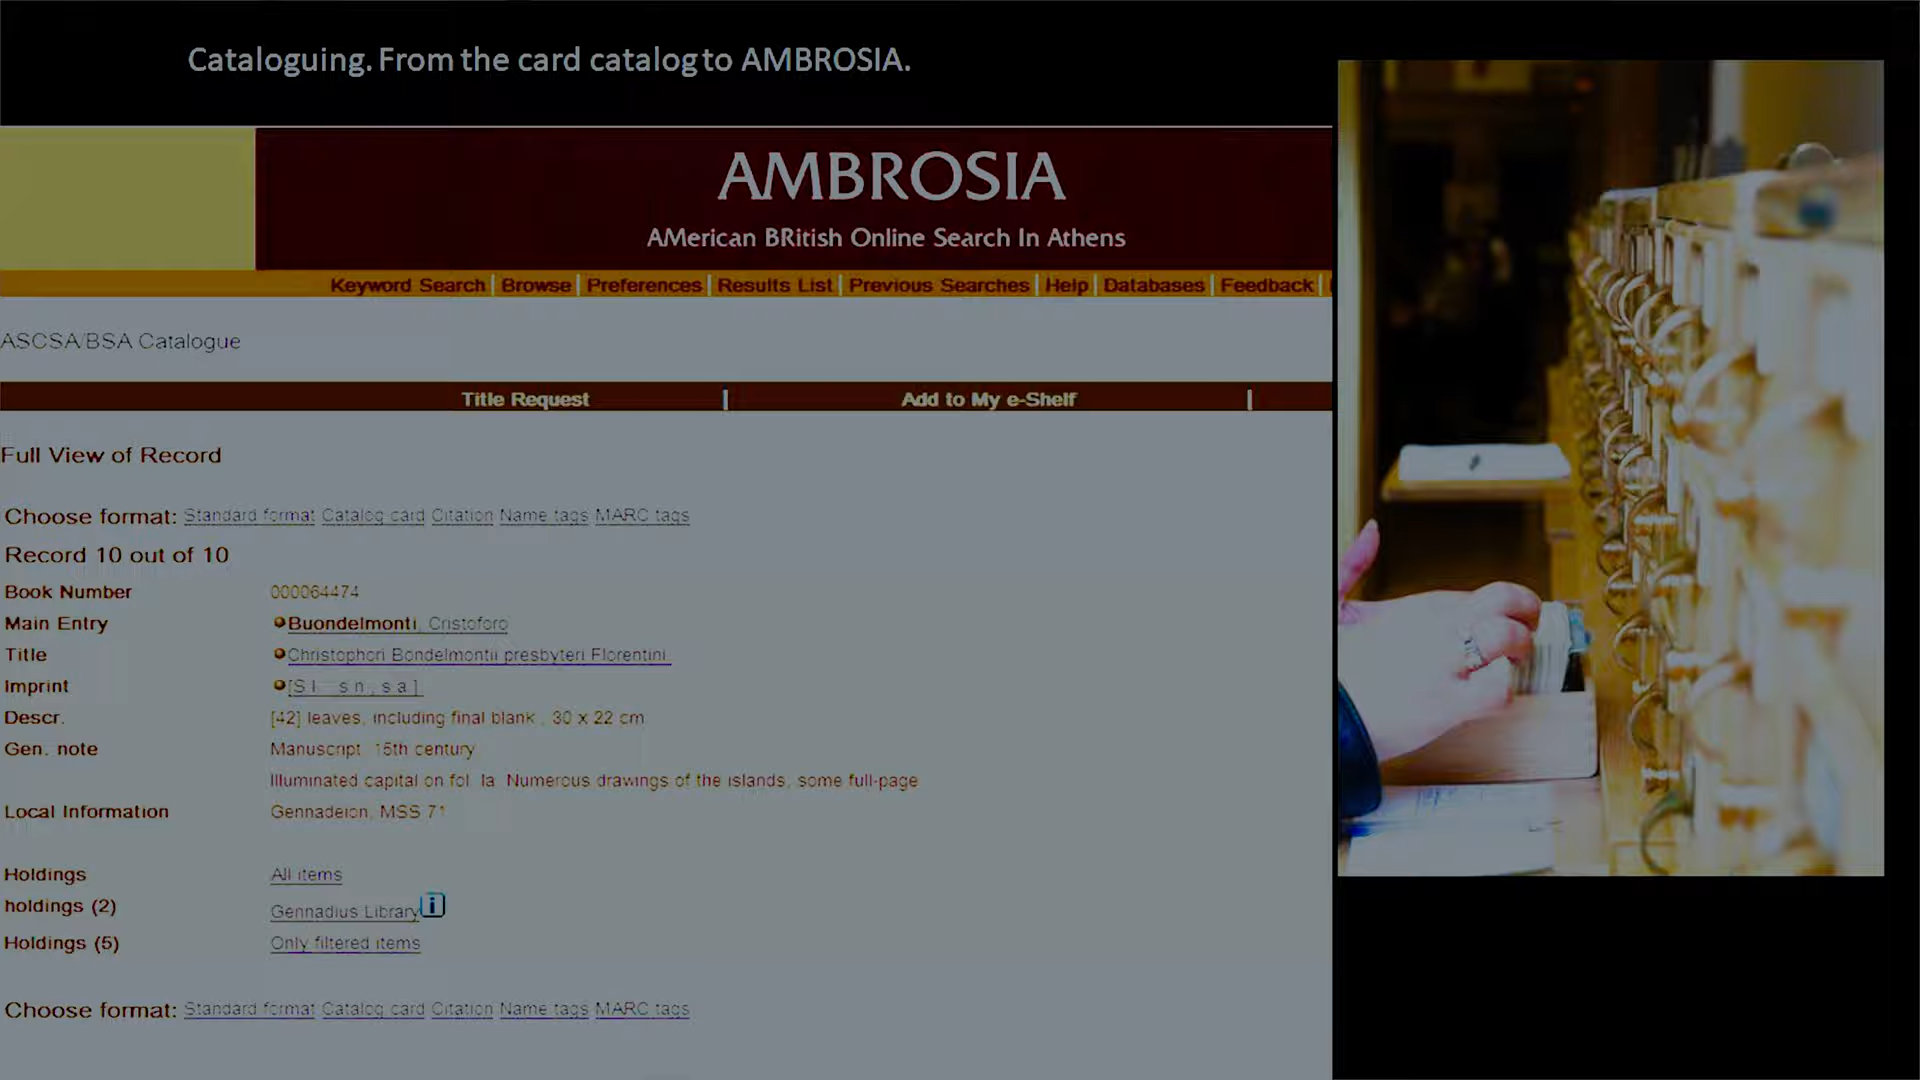 Cataloguing. From the card catalog to AMBROSIA.
AMBROSIA
AMerican BRitish Online Search In Athens
Keyword Search | Browse | Preferences | Results List | Previous Searches | Help | Databases | Feedback |
ASCSA/BSA Catalogue
Title Request | Add to My e-Shelf |
Full View of Record
Choose format: Standard format Catalog card Citation Name tags MARC tags
Record 10 out of 10
Book Number 000064474
Main Entry Buondelmonti, Cristoforo
Title Christophori Bondelmontii presbyteri Florentini.
Imprint [S.l. : s.n., s.a.]
Descr. [42] leaves, including final blank ; 30 x 22 cm
Gen. note Manuscript. 15th century
Illuminated capital on fol. Ia. Numerous drawings of the islands, some full-page
Local Information Gennadeion, MSS 71
Holdings All items
holdings (2) Gennadius Library i
Holdings (5) Only filtered items
Choose format: Standard format Catalog card Citation Name tags MARC tags